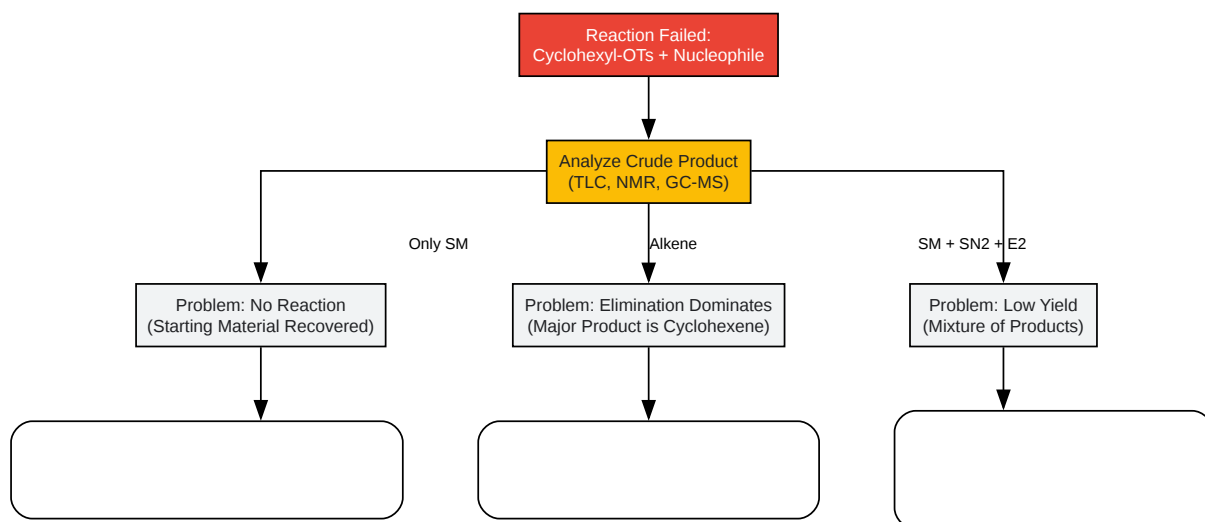 Reaction Failed:
Cyclohexyl-OTs + Nucleophile
Analyze Crude Product
(TLC, NMR, GC-MS)
Only SM
Alkene
SM + SN2 + E2
Problem: No Reaction
(Starting Material Recovered)
Problem: Elimination Dominates
(Major Product is Cyclohexene)
Problem: Low Yield
(Mixture of Products)